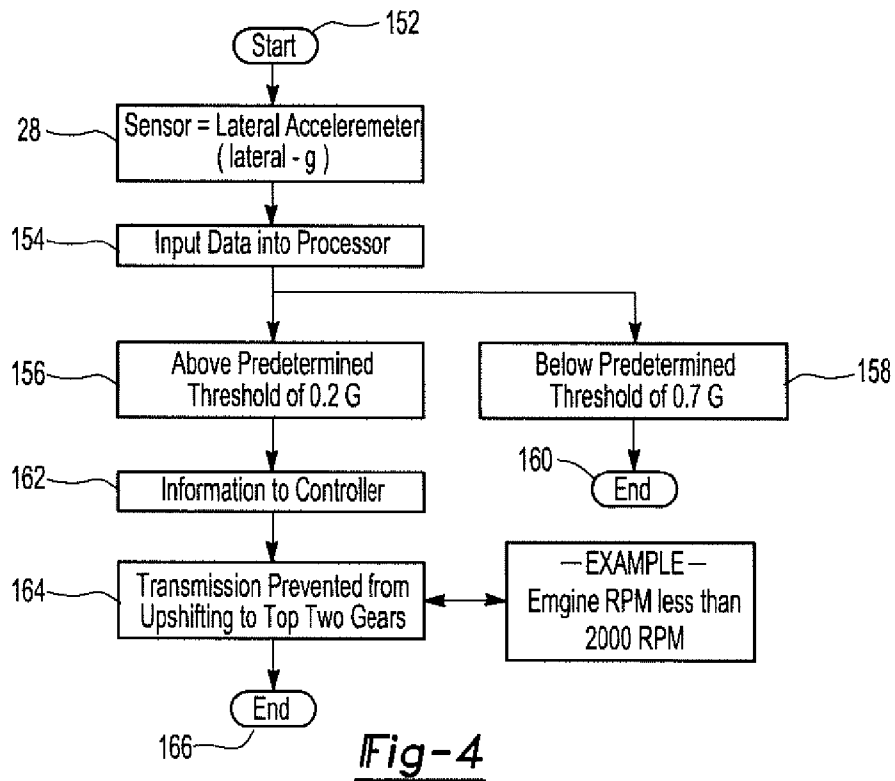 152
Start
28
Sensor = Lateral Acceleremeter
( lateral - g )
154
Input Data into Processor
156
Above Predetermined
Threshold of 0.2 G
Below Predetermined
Threshold of 0.7 G
158
160
End
162
Information to Controller
164
Transmission Prevented from
Upshifting to Top Two Gears
— EXAMPLE —
Emgine RPM less than
2000 RPM
End
166
Fig-4